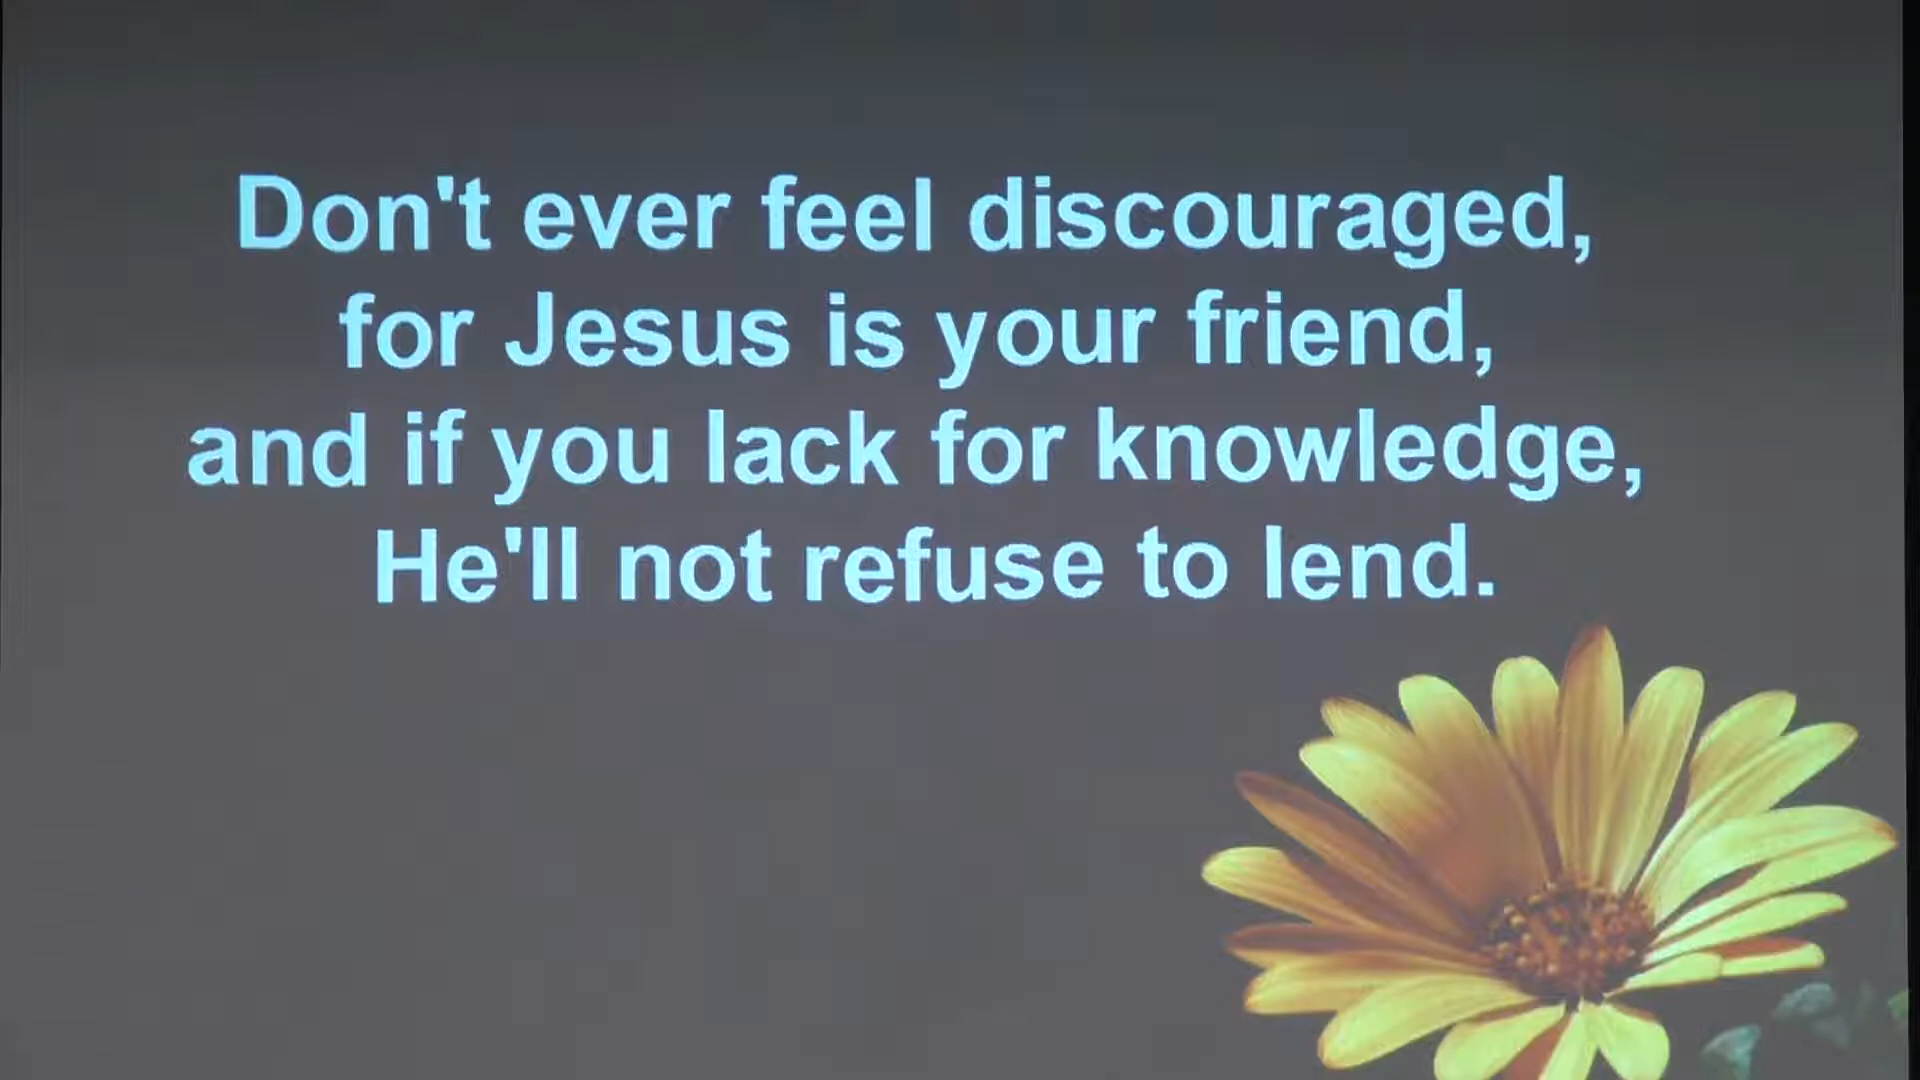 Don't ever feel discouraged,
for Jesus is your friend,
and if you lack for knowledge,
He'll not refuse to lend.